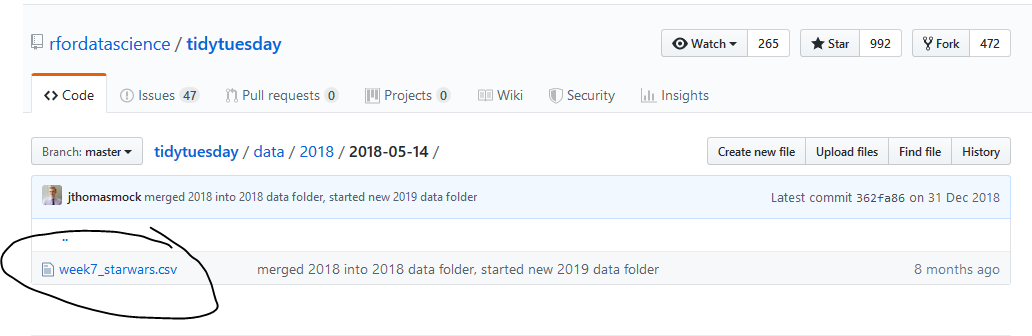 rfordatascience / tidytuesday
Watch 265 Star 992 Fork 472
Code Issues 47 Pull requests 0 Projects 0 Wiki Security Insights
Branch: master tidytuesday / data / 2018 / 2018-05-14 / Create new file Upload files Find file History
jthomasmock merged 2018 into 2018 data folder, started new 2019 data folder Latest commit 362fa86 on 31 Dec 2018
..
week7_starwars.csv merged 2018 into 2018 data folder, started new 2019 data folder 8 months ago